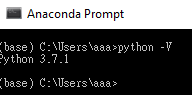 Anaconda Prompt
(base) C:\Users\aaa>python -V
Python 3.7.1
(base) C:\Users\aaa>